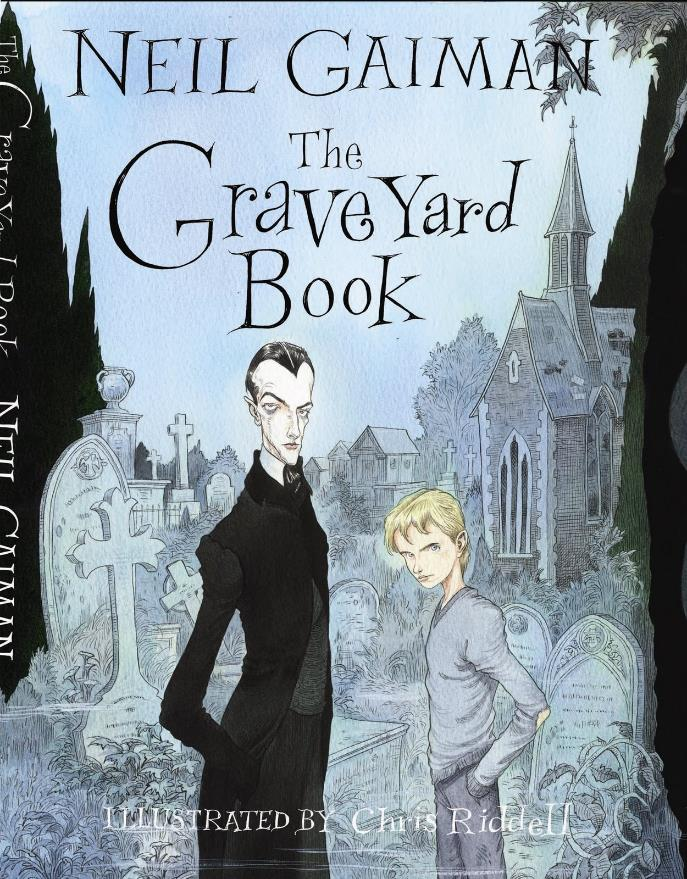 NEIL GAIMAN
The
GraveYard
Book
ILLUSTRATED BY Chris Riddell
The GraveYard Book NEIL GAIMAN